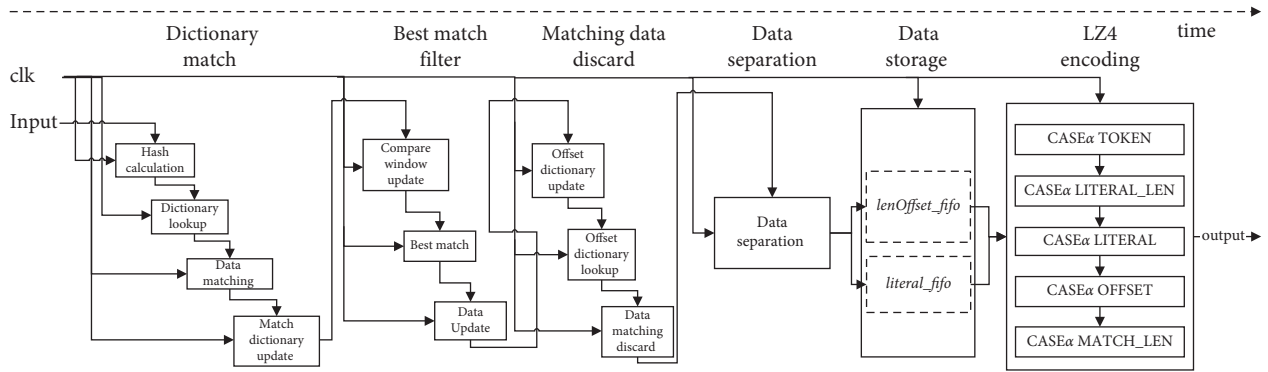 Dictionary
match
Best match
filter
Matching data
discard
Data
separation
Data
storage
LZ4
encoding
time
clk
Input
Hash
calculation
Dictionary
lookup
Data
matching
Match
dictionary
update
Compare
window
update
Best match
Data
Update
Offset
dictionary
update
Offset
dictionary
lookup
Data
matching
discard
Data
separation
lenOffset_fifo
literal_fifo
CASEα TOKEN
CASEα LITERAL_LEN
CASEα LITERAL
CASEα OFFSET
CASEα MATCH_LEN
output